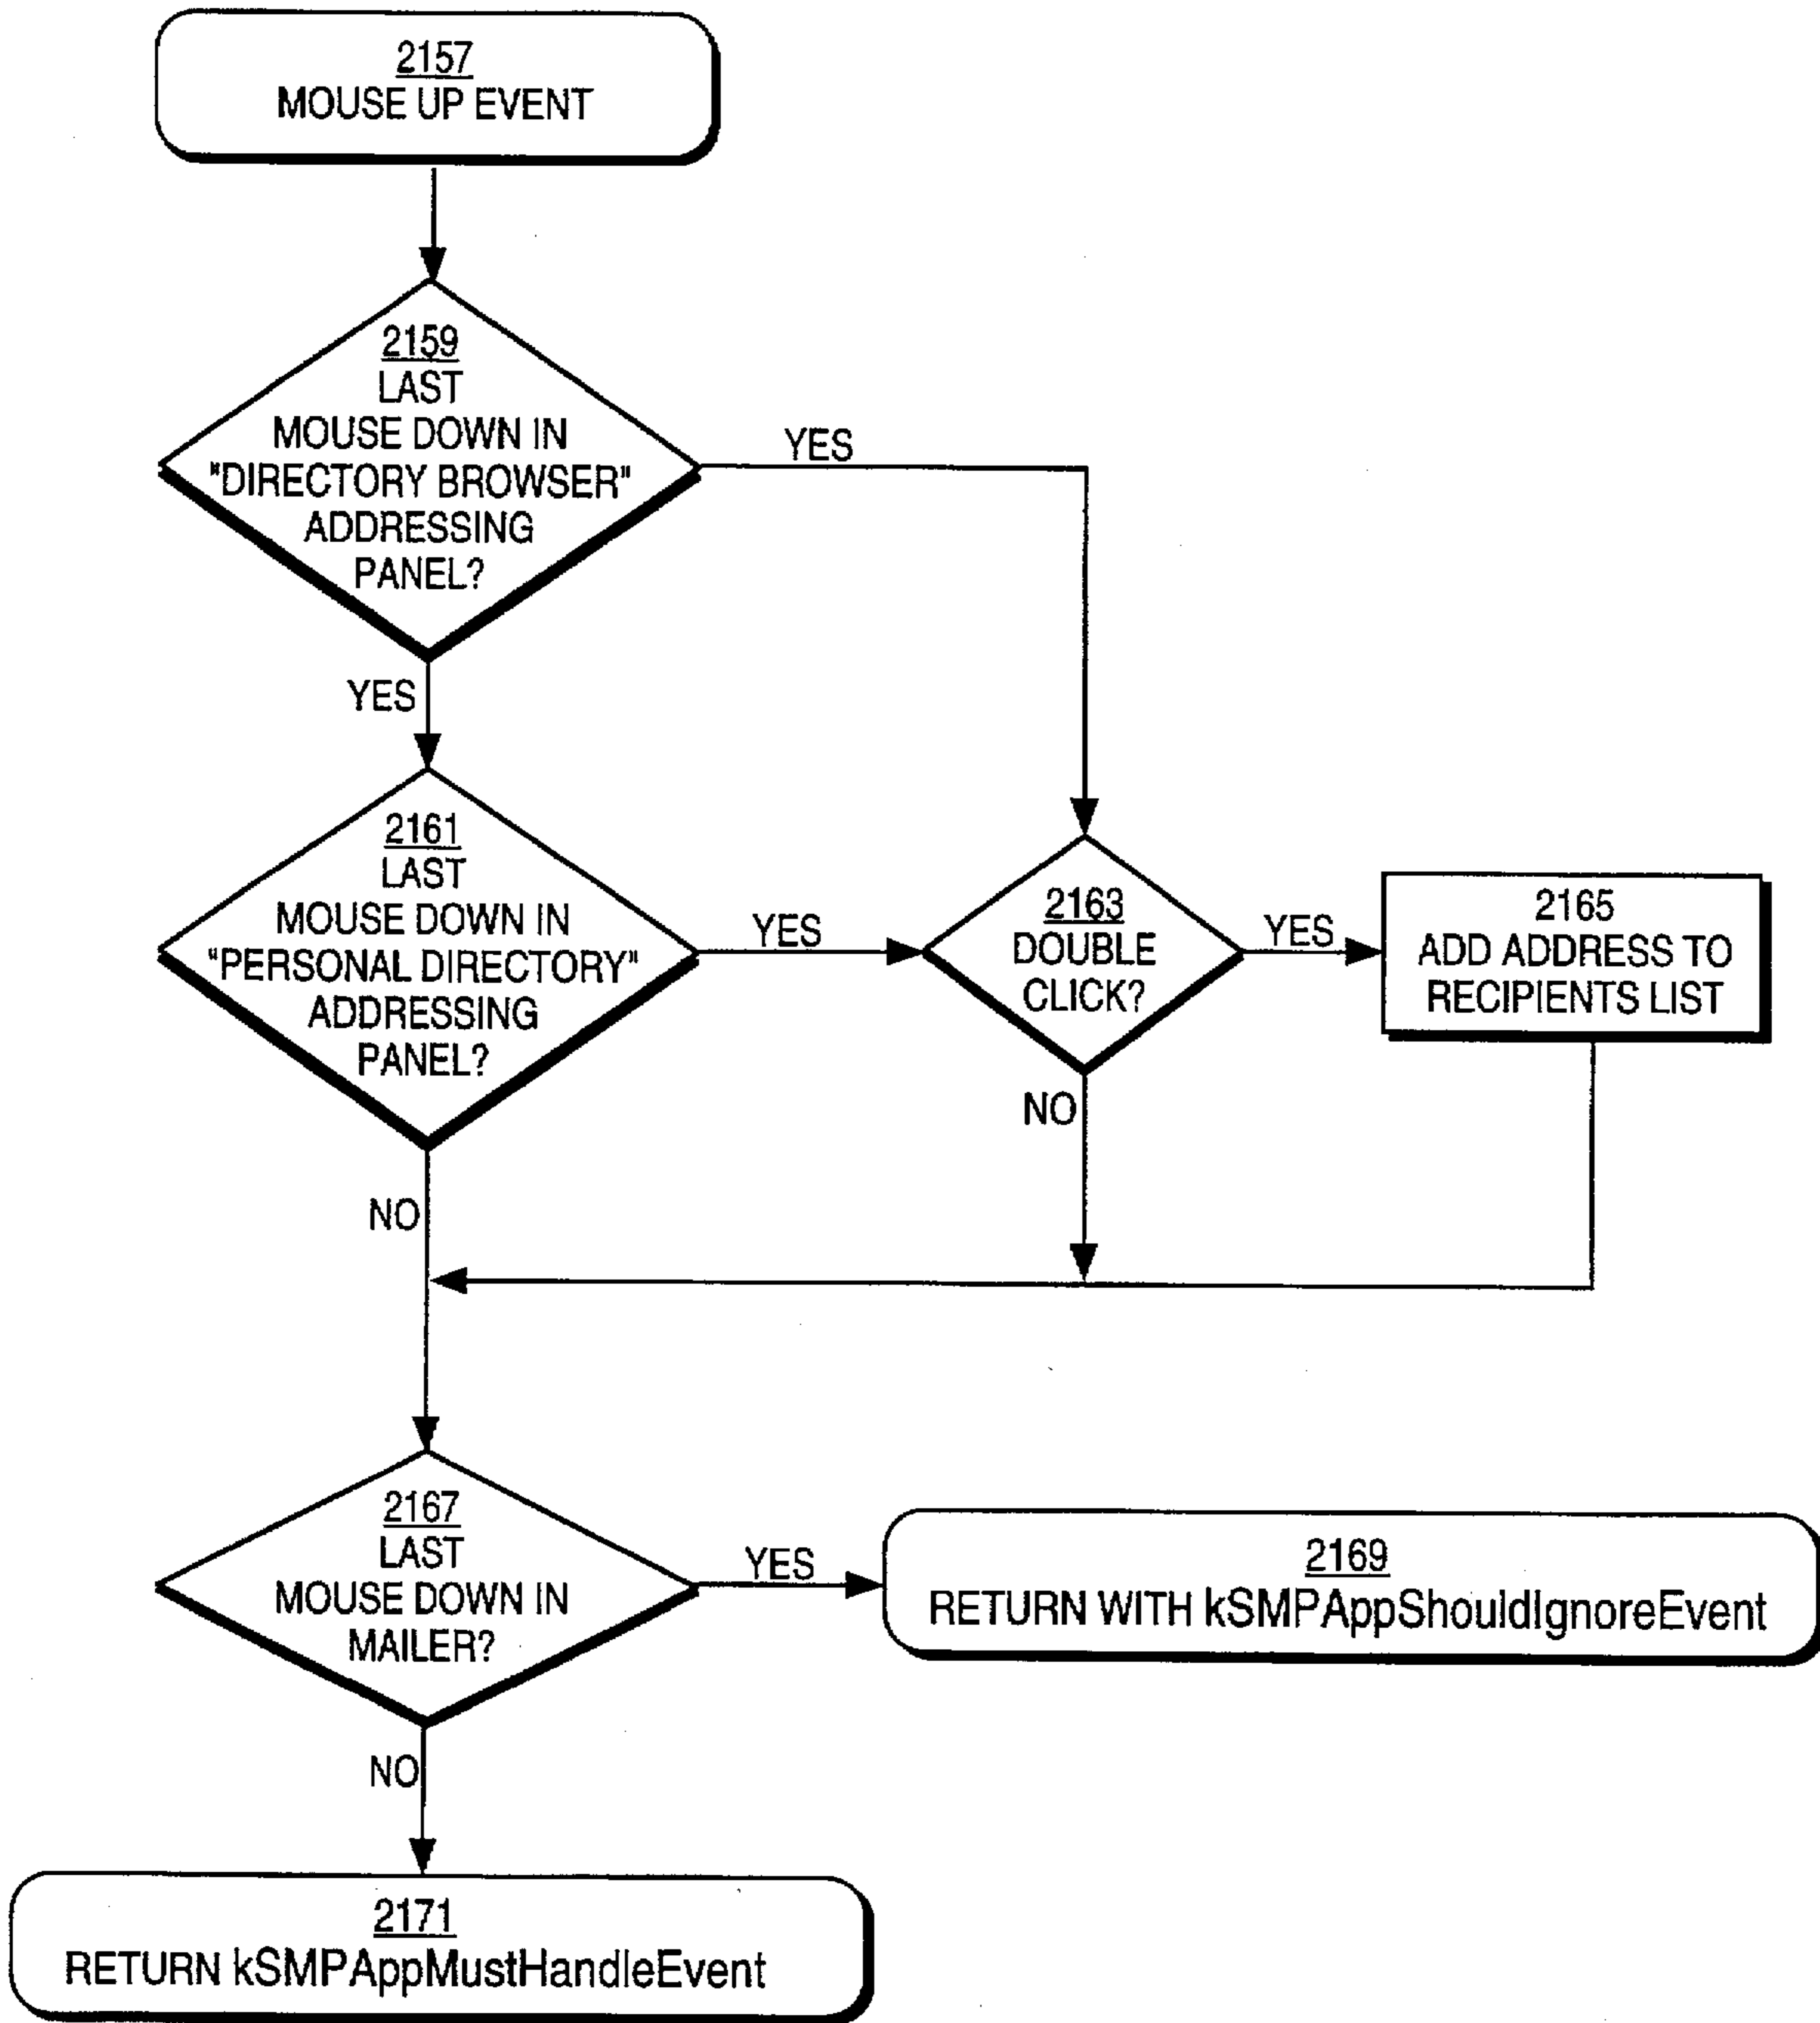 2157
MOUSE UP EVENT
2159
LAST
MOUSE DOWN IN
"DIRECTORY BROWSER"
ADDRESSING
PANEL?
YES
YES
2161
LAST
MOUSE DOWN IN
"PERSONAL DIRECTORY"
ADDRESSING
PANEL?
YES
2163
DOUBLE
CLICK?
YES
2165
ADD ADDRESS TO
RECIPIENTS LIST
NO
NO
2167
LAST
MOUSE DOWN IN
MAILER?
YES
2169
RETURN WITH kSMPAppShouldIgnoreEvent
NO
2171
RETURN kSMPAppMustHandleEvent